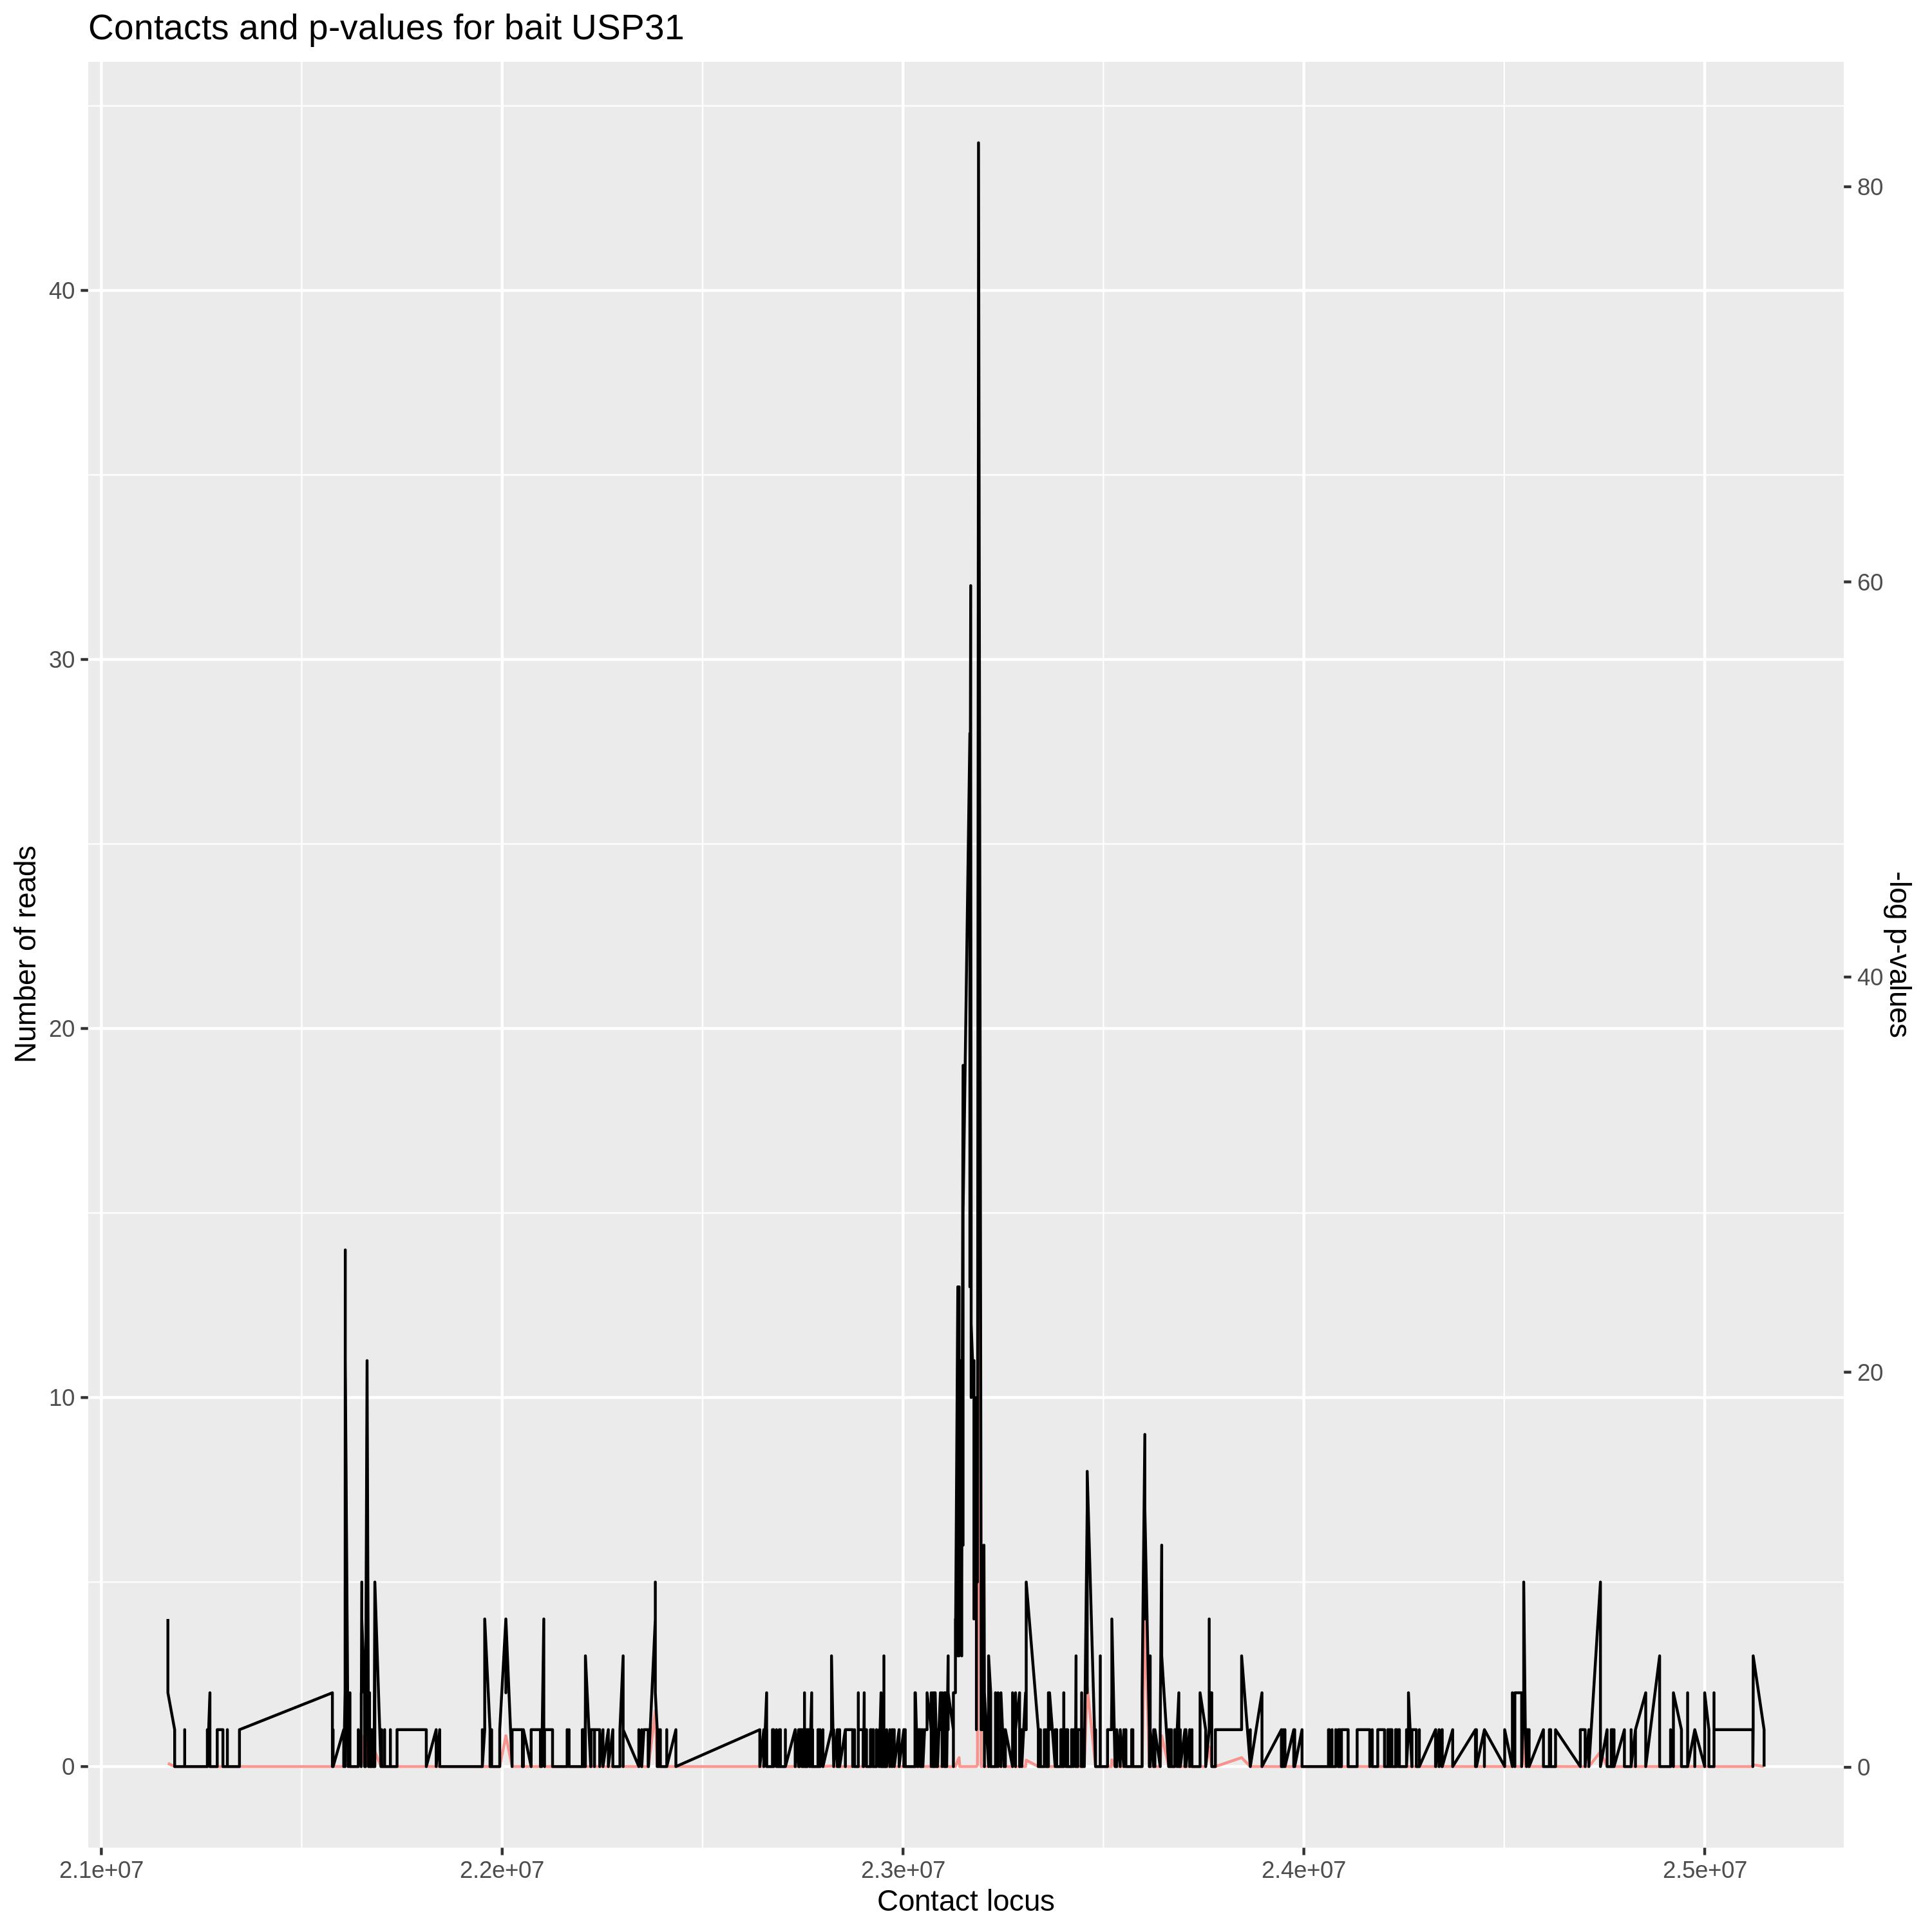 Contacts and p-values for bait USP31
80
40
60
30
Number of reads
-log p-values
40
20
20
10
0
0
2.1e+07 2.2e+07 2.3e+07 2.4e+07 2.5e+07
Contact locus